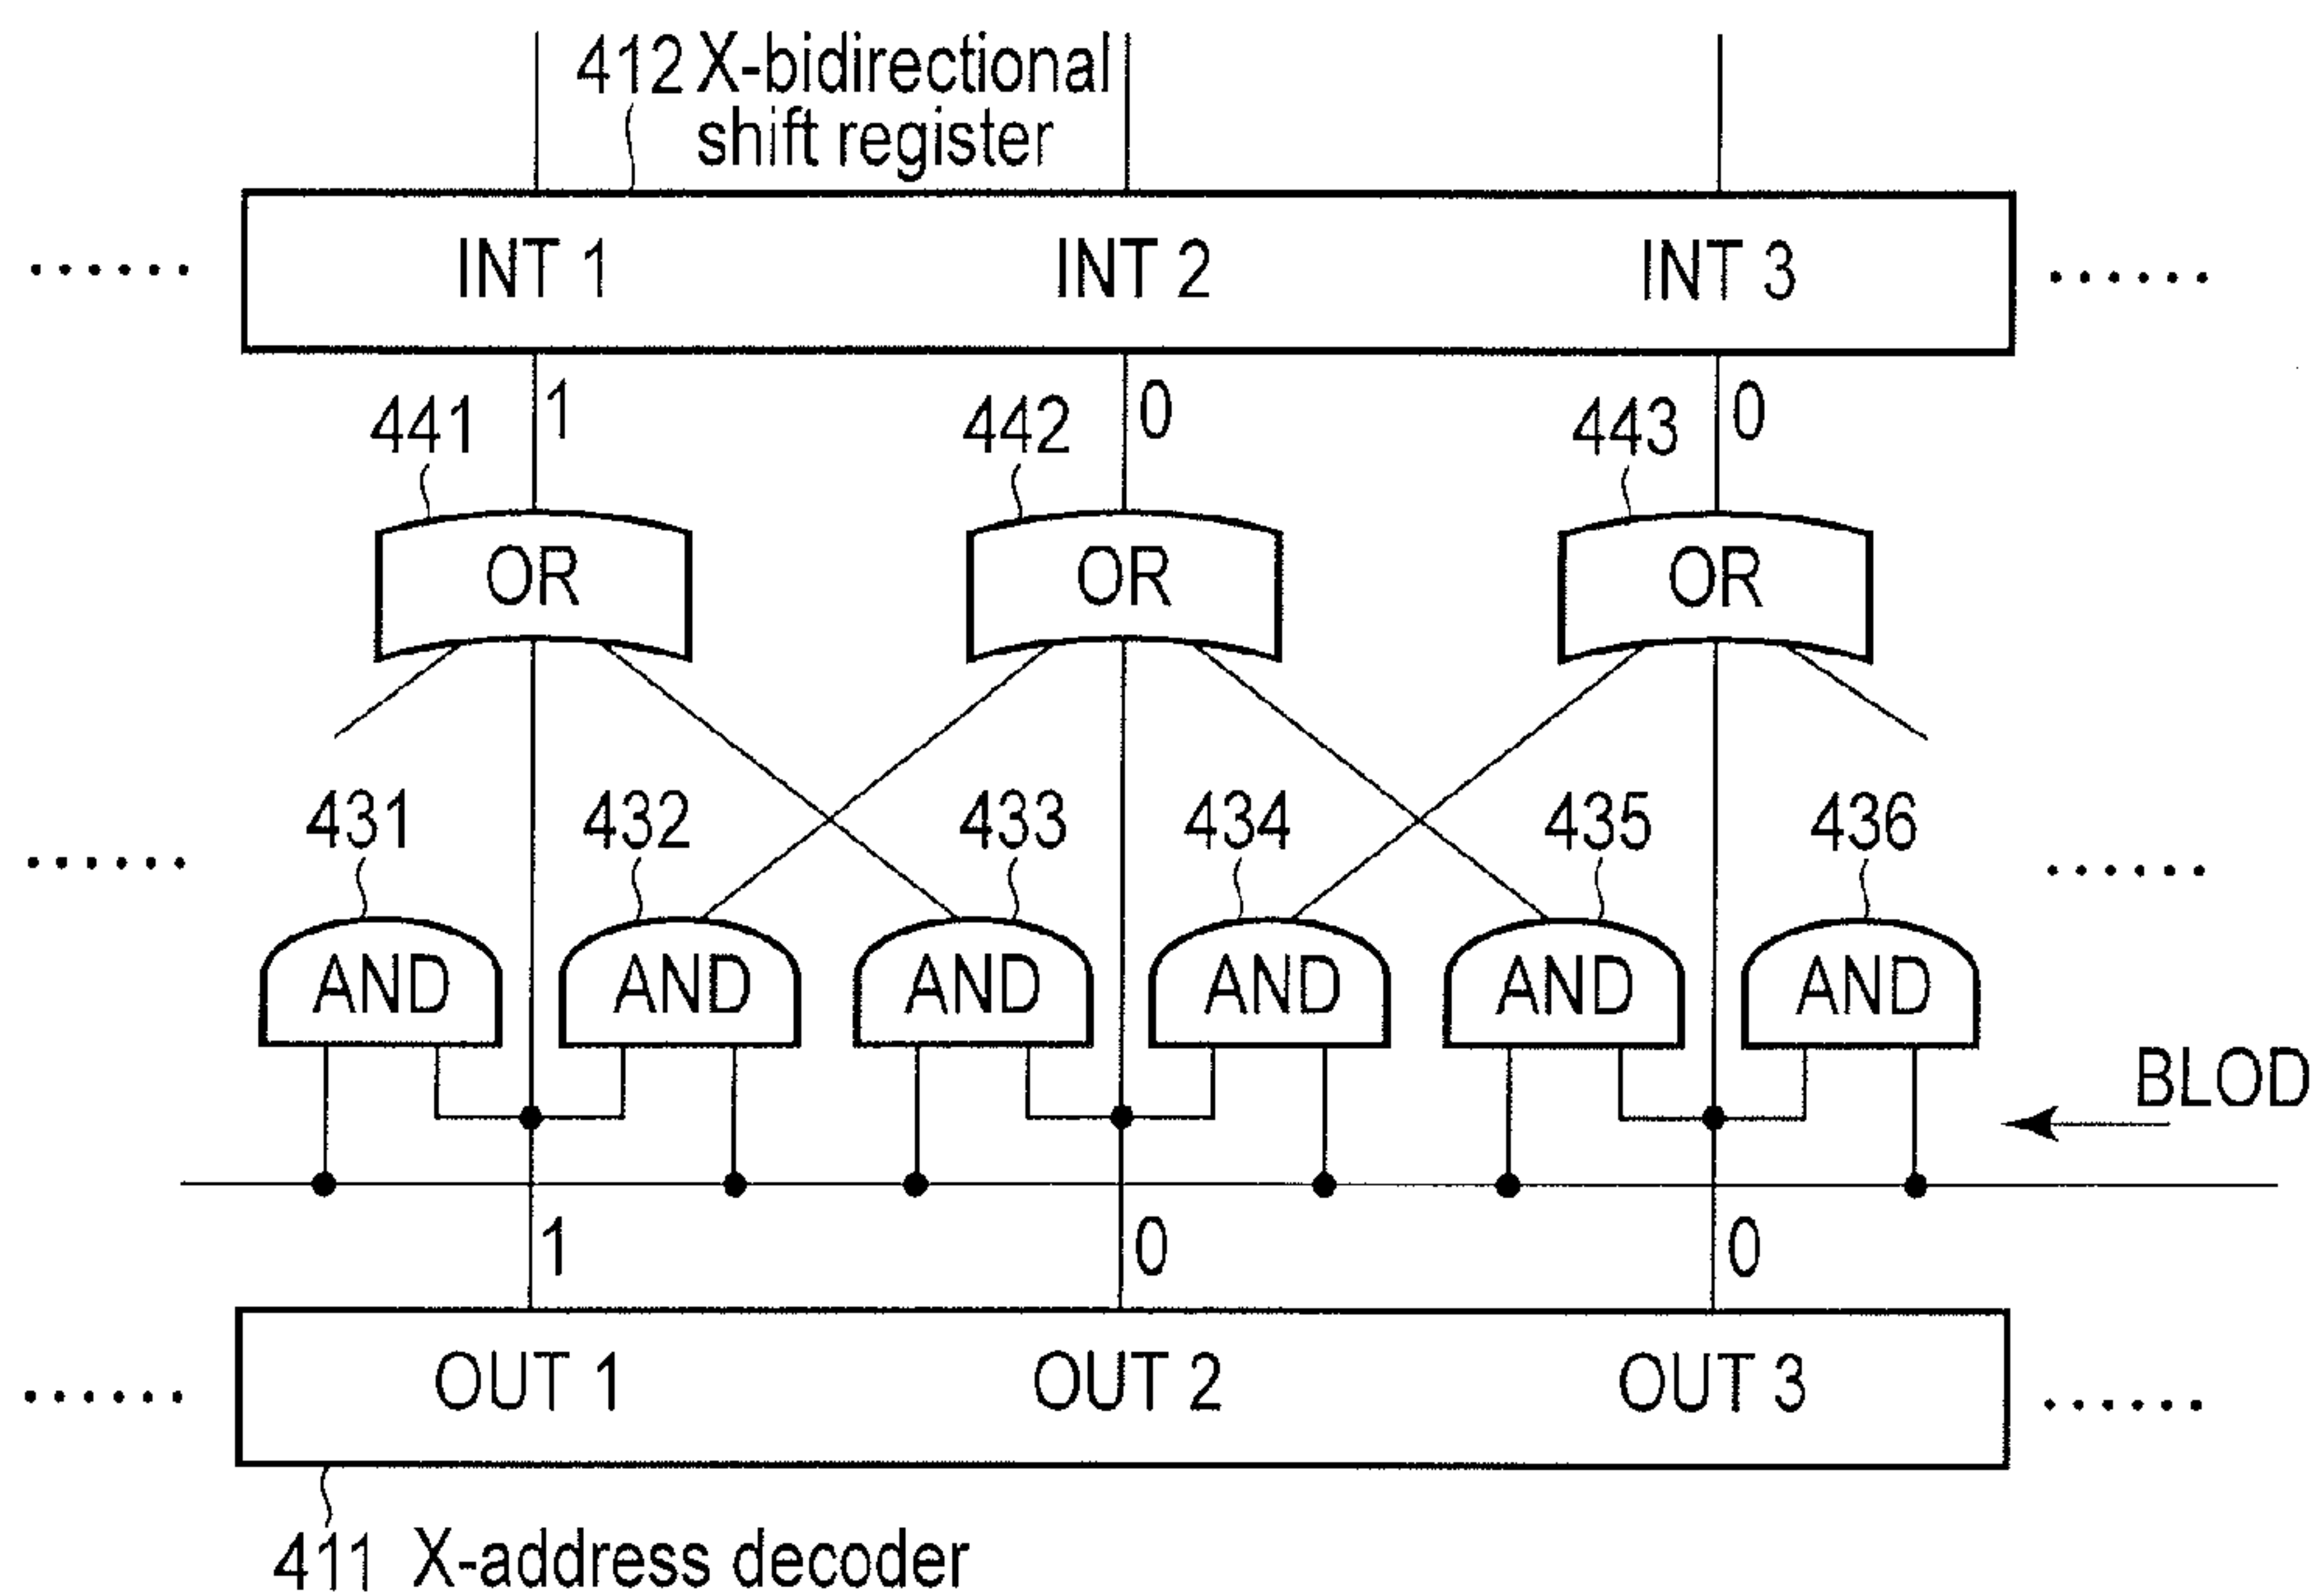 412 X-bidirectional
shift register
...... INT 1 INT 2 INT 3 ......
1 0 0
441 442 443
OR OR OR
431 432 433 434 435 436
...... ......
AND AND AND AND AND AND
BLOD
1 0 0
...... OUT 1 OUT 2 OUT 3 ......
411 X-address decoder